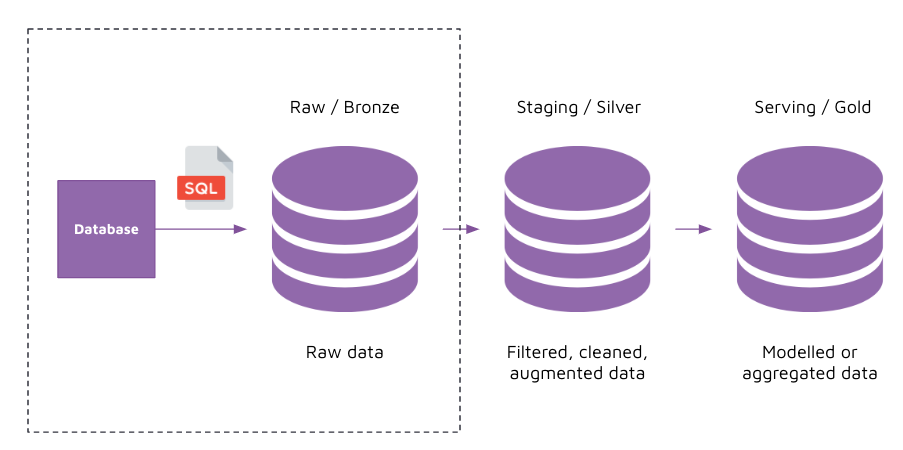 Raw / Bronze
Staging / Silver
Serving / Gold
SQL
Database
Raw data
Filtered, cleaned,
augmented data
Modelled or
aggregated data